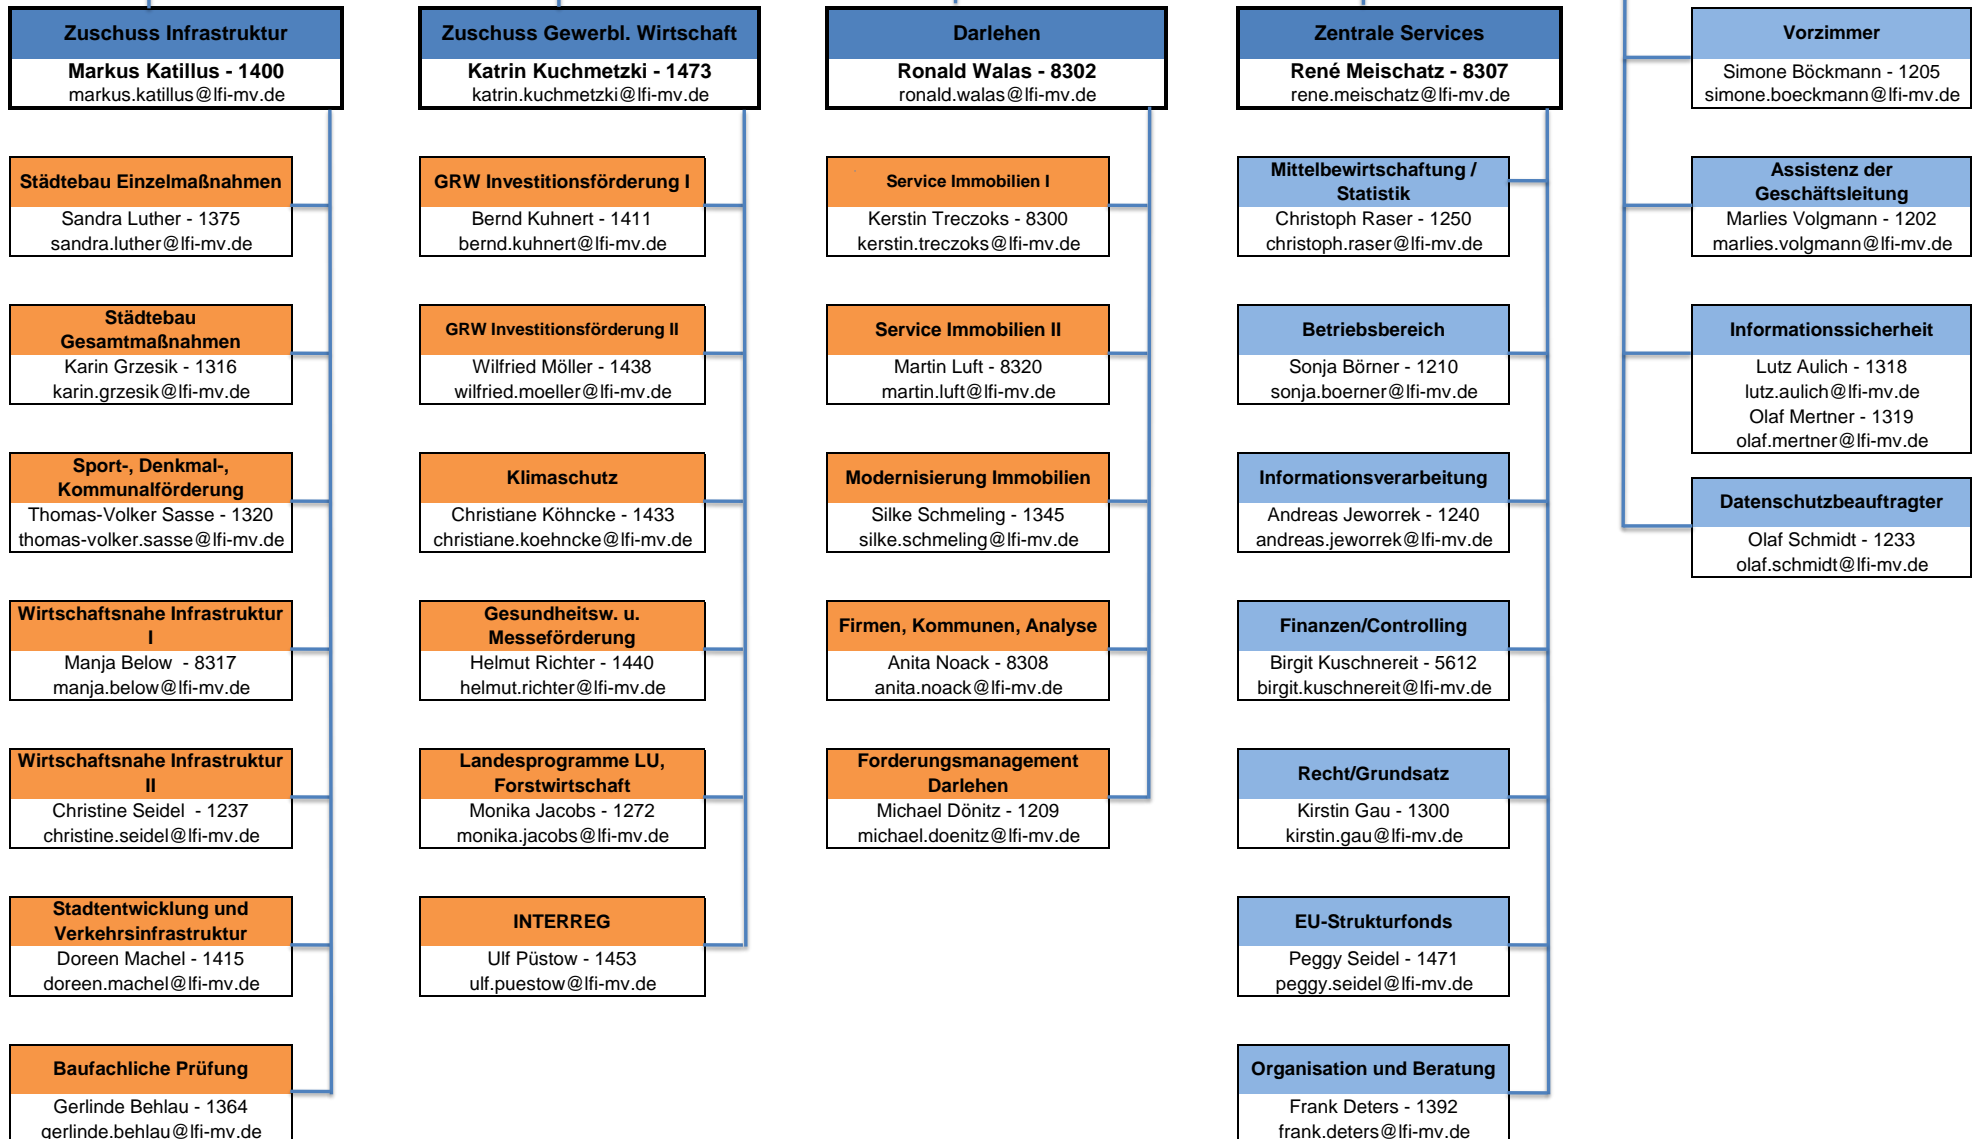 Zuschuss Infrastruktur
Markus Katillus - 1400
markus.katillus@lfi-mv.de
Städtebau Einzelmaßnahmen
Sandra Luther - 1375
sandra.luther@lfi-mv.de
Städtebau
Gesamtmaßnahmen
Karin Grzesik - 1316
karin.grzesik@lfi-mv.de
Sport-, Denkmal-,
Kommunalförderung
Thomas-Volker Sasse - 1320
thomas-volker.sasse@lfi-mv.de
Wirtschaftsnahe Infrastruktur
I
Manja Below - 8317
manja.below@lfi-mv.de
Wirtschaftsnahe Infrastruktur
II
Christine Seidel - 1237
christine.seidel@lfi-mv.de
Stadtentwicklung und
Verkehrsinfrastruktur
Doreen Machel - 1415
doreen.machel@lfi-mv.de
Baufachliche Prüfung
Gerlinde Behlau - 1364
gerlinde.behlau@lfi-mv.de
Zuschuss Gewerbl. Wirtschaft
Katrin Kuchmetzki - 1473
katrin.kuchmetzki@lfi-mv.de
GRW Investitionsförderung I
Bernd Kuhnert - 1411
bernd.kuhnert@lfi-mv.de
GRW Investitionsförderung II
Wilfried Möller - 1438
wilfried.moeller@lfi-mv.de
Klimaschutz
Christiane Köhncke - 1433
christiane.koehncke@lfi-mv.de
Gesundheitsw. u.
Messeförderung
Helmut Richter - 1440
helmut.richter@lfi-mv.de
Landesprogramme LU,
Forstwirtschaft
Monika Jacobs - 1272
monika.jacobs@lfi-mv.de
INTERREG
Ulf Püstow - 1453
ulf.puestow@lfi-mv.de
Darlehen
Ronald Walas - 8302
ronald.walas@lfi-mv.de
Service Immobilien I
Kerstin Treczoks - 8300
kerstin.treczoks@lfi-mv.de
Service Immobilien II
Martin Luft - 8320
martin.luft@lfi-mv.de
Modernisierung Immobilien
Silke Schmeling - 1345
silke.schmeling@lfi-mv.de
Firmen, Kommunen, Analyse
Anita Noack - 8308
anita.noack@lfi-mv.de
Forderungsmanagement
Darlehen
Michael Dönitz - 1209
michael.doenitz@lfi-mv.de
Zentrale Services
René Meischatz - 8307
rene.meischatz@lfi-mv.de
Mittelbewirtschaftung /
Statistik
Christoph Raser - 1250
christoph.raser@lfi-mv.de
Betriebsbereich
Sonja Börner - 1210
sonja.boerner@lfi-mv.de
Informationsverarbeitung
Andreas Jeworrek - 1240
andreas.jeworrek@lfi-mv.de
Finanzen/Controlling
Birgit Kuschnereit - 5612
birgit.kuschnereit@lfi-mv.de
Recht/Grundsatz
Kirstin Gau - 1300
kirstin.gau@lfi-mv.de
EU-Strukturfonds
Peggy Seidel - 1471
peggy.seidel@lfi-mv.de
Organisation und Beratung
Frank Deters - 1392
frank.deters@lfi-mv.de
Vorzimmer
Simone Böckmann - 1205
simone.boeckmann@lfi-mv.de
Assistenz der
Geschäftsleitung
Marlies Volgmann - 1202
marlies.volgmann@lfi-mv.de
Informationssicherheit
Lutz Aulich - 1318
lutz.aulich@lfi-mv.de
Olaf Mertner - 1319
olaf.mertner@lfi-mv.de
Datenschutzbeauftragter
Olaf Schmidt - 1233
olaf.schmidt@lfi-mv.de